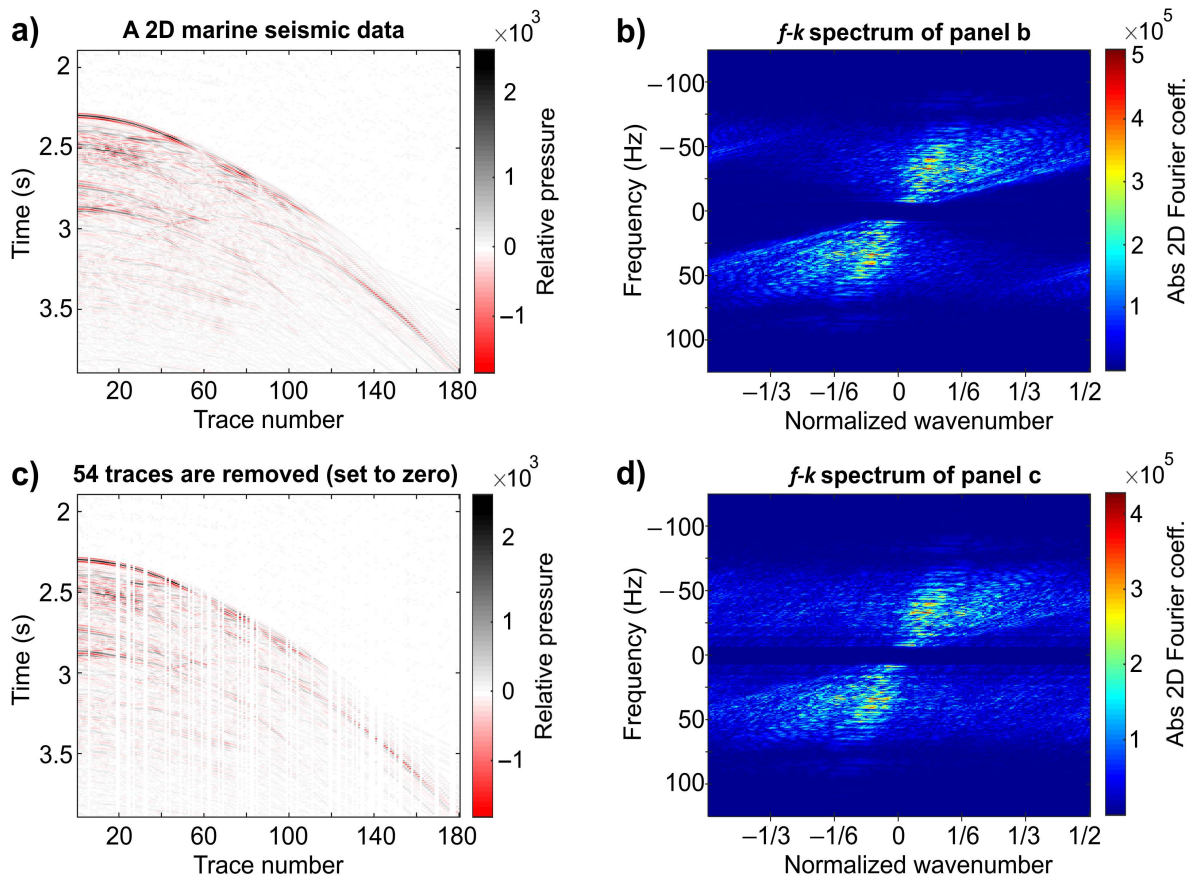 a) A 2D marine seismic data
×10³
2
2.5
3
3.5
Time (s)
20 60 100 140 180
Trace number
2
1
0
−1
Relative pressure
b) f-k spectrum of panel b
×10⁵
−100
−50
0
50
100
Frequency (Hz)
−1/3 −1/6 0 1/6 1/3 1/2
Normalized wavenumber
5
4
3
2
1
Abs 2D Fourier coeff.
c) 54 traces are removed (set to zero)
×10³
2
2.5
3
3.5
Time (s)
20 60 100 140 180
Trace number
2
1
0
−1
Relative pressure
d) f-k spectrum of panel c
×10⁵
−100
−50
0
50
100
Frequency (Hz)
−1/3 −1/6 0 1/6 1/3 1/2
Normalized wavenumber
4
3
2
1
Abs 2D Fourier coeff.